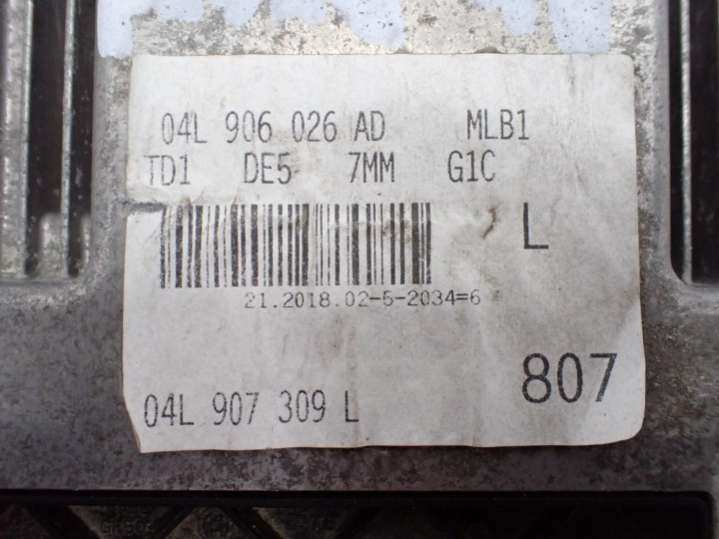 04L 906 026 AD MLB1
TD1 DE5 7MM G1C
L
21.2018.02-5-2034=6
807
04L 907 309 L